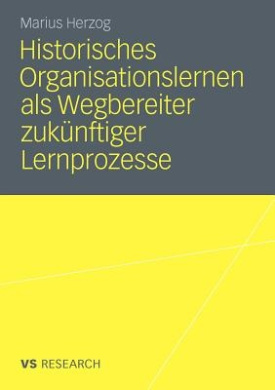 Marius Herzog
Historisches
Organisationslernen
als Wegbereiter
zukünftiger
Lernprozesse
VS RESEARCH